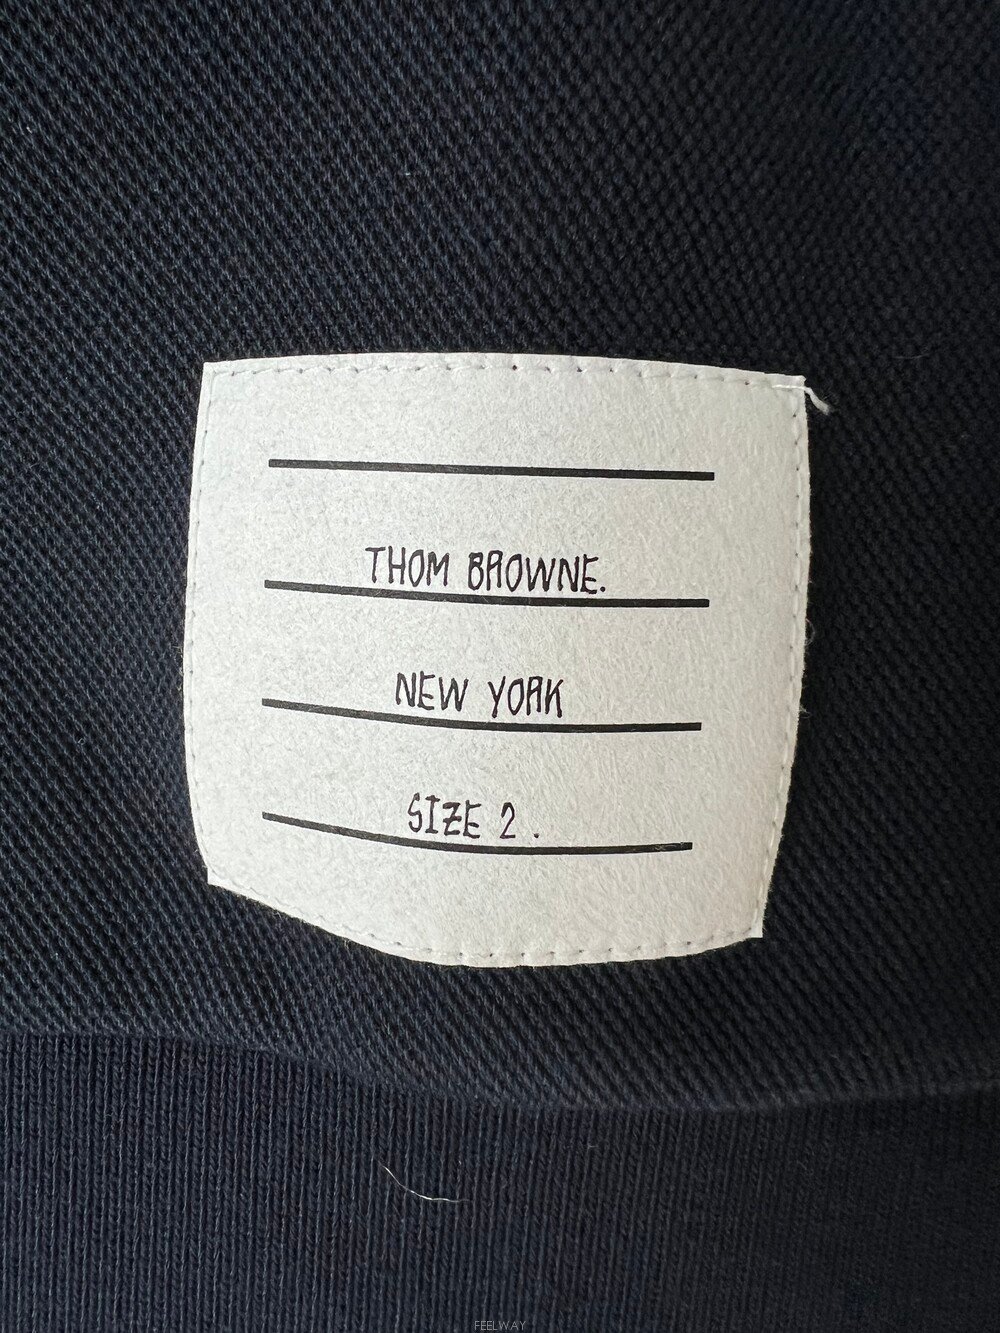 THOM BROWNE.
NEW YORK
SIZE 2 .
FEELWAY